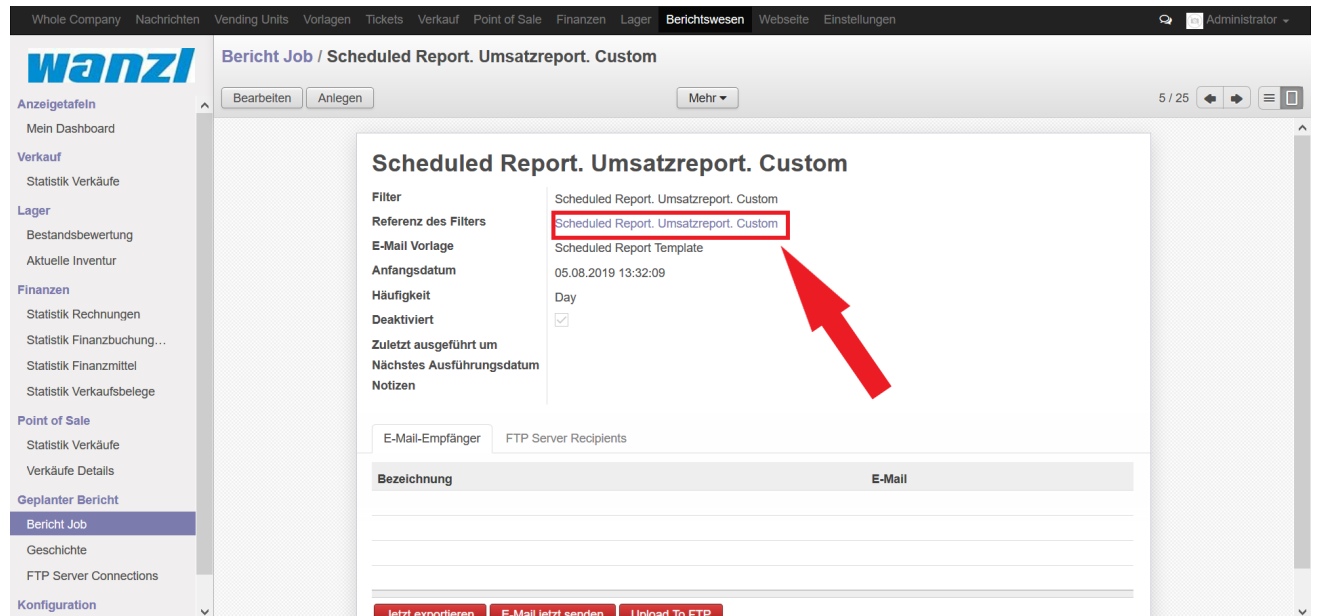 Whole Company Nachrichten Vending Units Vorlagen Tickets Verkauf Point of Sale Finanzen Lager Berichtswesen Webseite Einstellungen Administrator
wanzl
Bericht Job / Scheduled Report. Umsatzreport. Custom
Bearbeiten Anlegen Mehr 5 / 25
Anzeigetafeln
Mein Dashboard
Verkauf
Statistik Verkäufe
Lager
Bestandsbewertung
Aktuelle Inventur
Finanzen
Statistik Rechnungen
Statistik Finanzbuchung…
Statistik Finanzmittel
Statistik Verkaufsbelege
Point of Sale
Statistik Verkäufe
Verkäufe Details
Geplanter Bericht
Bericht Job
Geschichte
FTP Server Connections
Konfiguration
Scheduled Report. Umsatzreport. Custom
Filter Scheduled Report. Umsatzreport. Custom
Referenz des Filters Scheduled Report. Umsatzreport. Custom
E-Mail Vorlage Scheduled Report Template
Anfangsdatum 05.08.2019 13:32:09
Häufigkeit Day
Deaktiviert
Zuletzt ausgeführt um
Nächstes Ausführungsdatum
Notizen
E-Mail-Empfänger FTP Server Recipients
Bezeichnung E-Mail
Jetzt exportieren E-Mail jetzt senden Upload To FTP